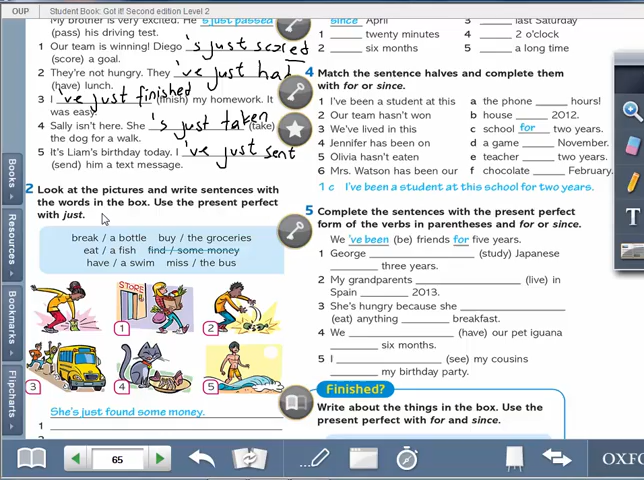 OUP Student Book: Got it! Second edition Level 2
My brother is very excited. He 's just passed
(pass) his driving test.
1 Our team is winning! Diego 's just scored
(score) a goal.
2 They're not hungry. They 've just had
(have) lunch.
3 I 've just finished (finish) my homework. It
was easy.
4 Sally isn't here. She 's just taken (take)
the dog for a walk.
5 It's Liam's birthday today. I 've just sent
(send) him a text message.
2 Look at the pictures and write sentences with
the words in the box. Use the present perfect
with just.
break / a bottle buy / the groceries
eat / a fish find / some money
have / a swim miss / the bus
STORE
1
2
3
4
5
She's just found some money.
1
since April 3 last Saturday
1 twenty minutes 4 2 o'clock
2 six months 5 a long time
4 Match the sentence halves and complete them
with for or since.
1 I've been a student at this a the phone hours!
2 Our team hasn't won b house 2012.
3 We've lived in this c school for two years.
4 Jennifer has been on d a game November.
5 Olivia hasn't eaten e teacher two years.
6 Mrs. Watson has been our f chocolate February.
1 c I've been a student at this school for two years.
5 Complete the sentences with the present perfect
form of the verbs in parentheses and for or since.
We 've been (be) friends for five years.
1 George (study) Japanese
three years.
2 My grandparents (live) in
Spain 2013.
3 She's hungry because she
(eat) anything breakfast.
4 We (have) our pet iguana
six months.
5 I (see) my cousins
my birthday party.
Finished?
Write about the things in the box. Use the
present perfect with for and since.
Books
Resources
Bookmarks
Flipcharts
T
65
OXFO